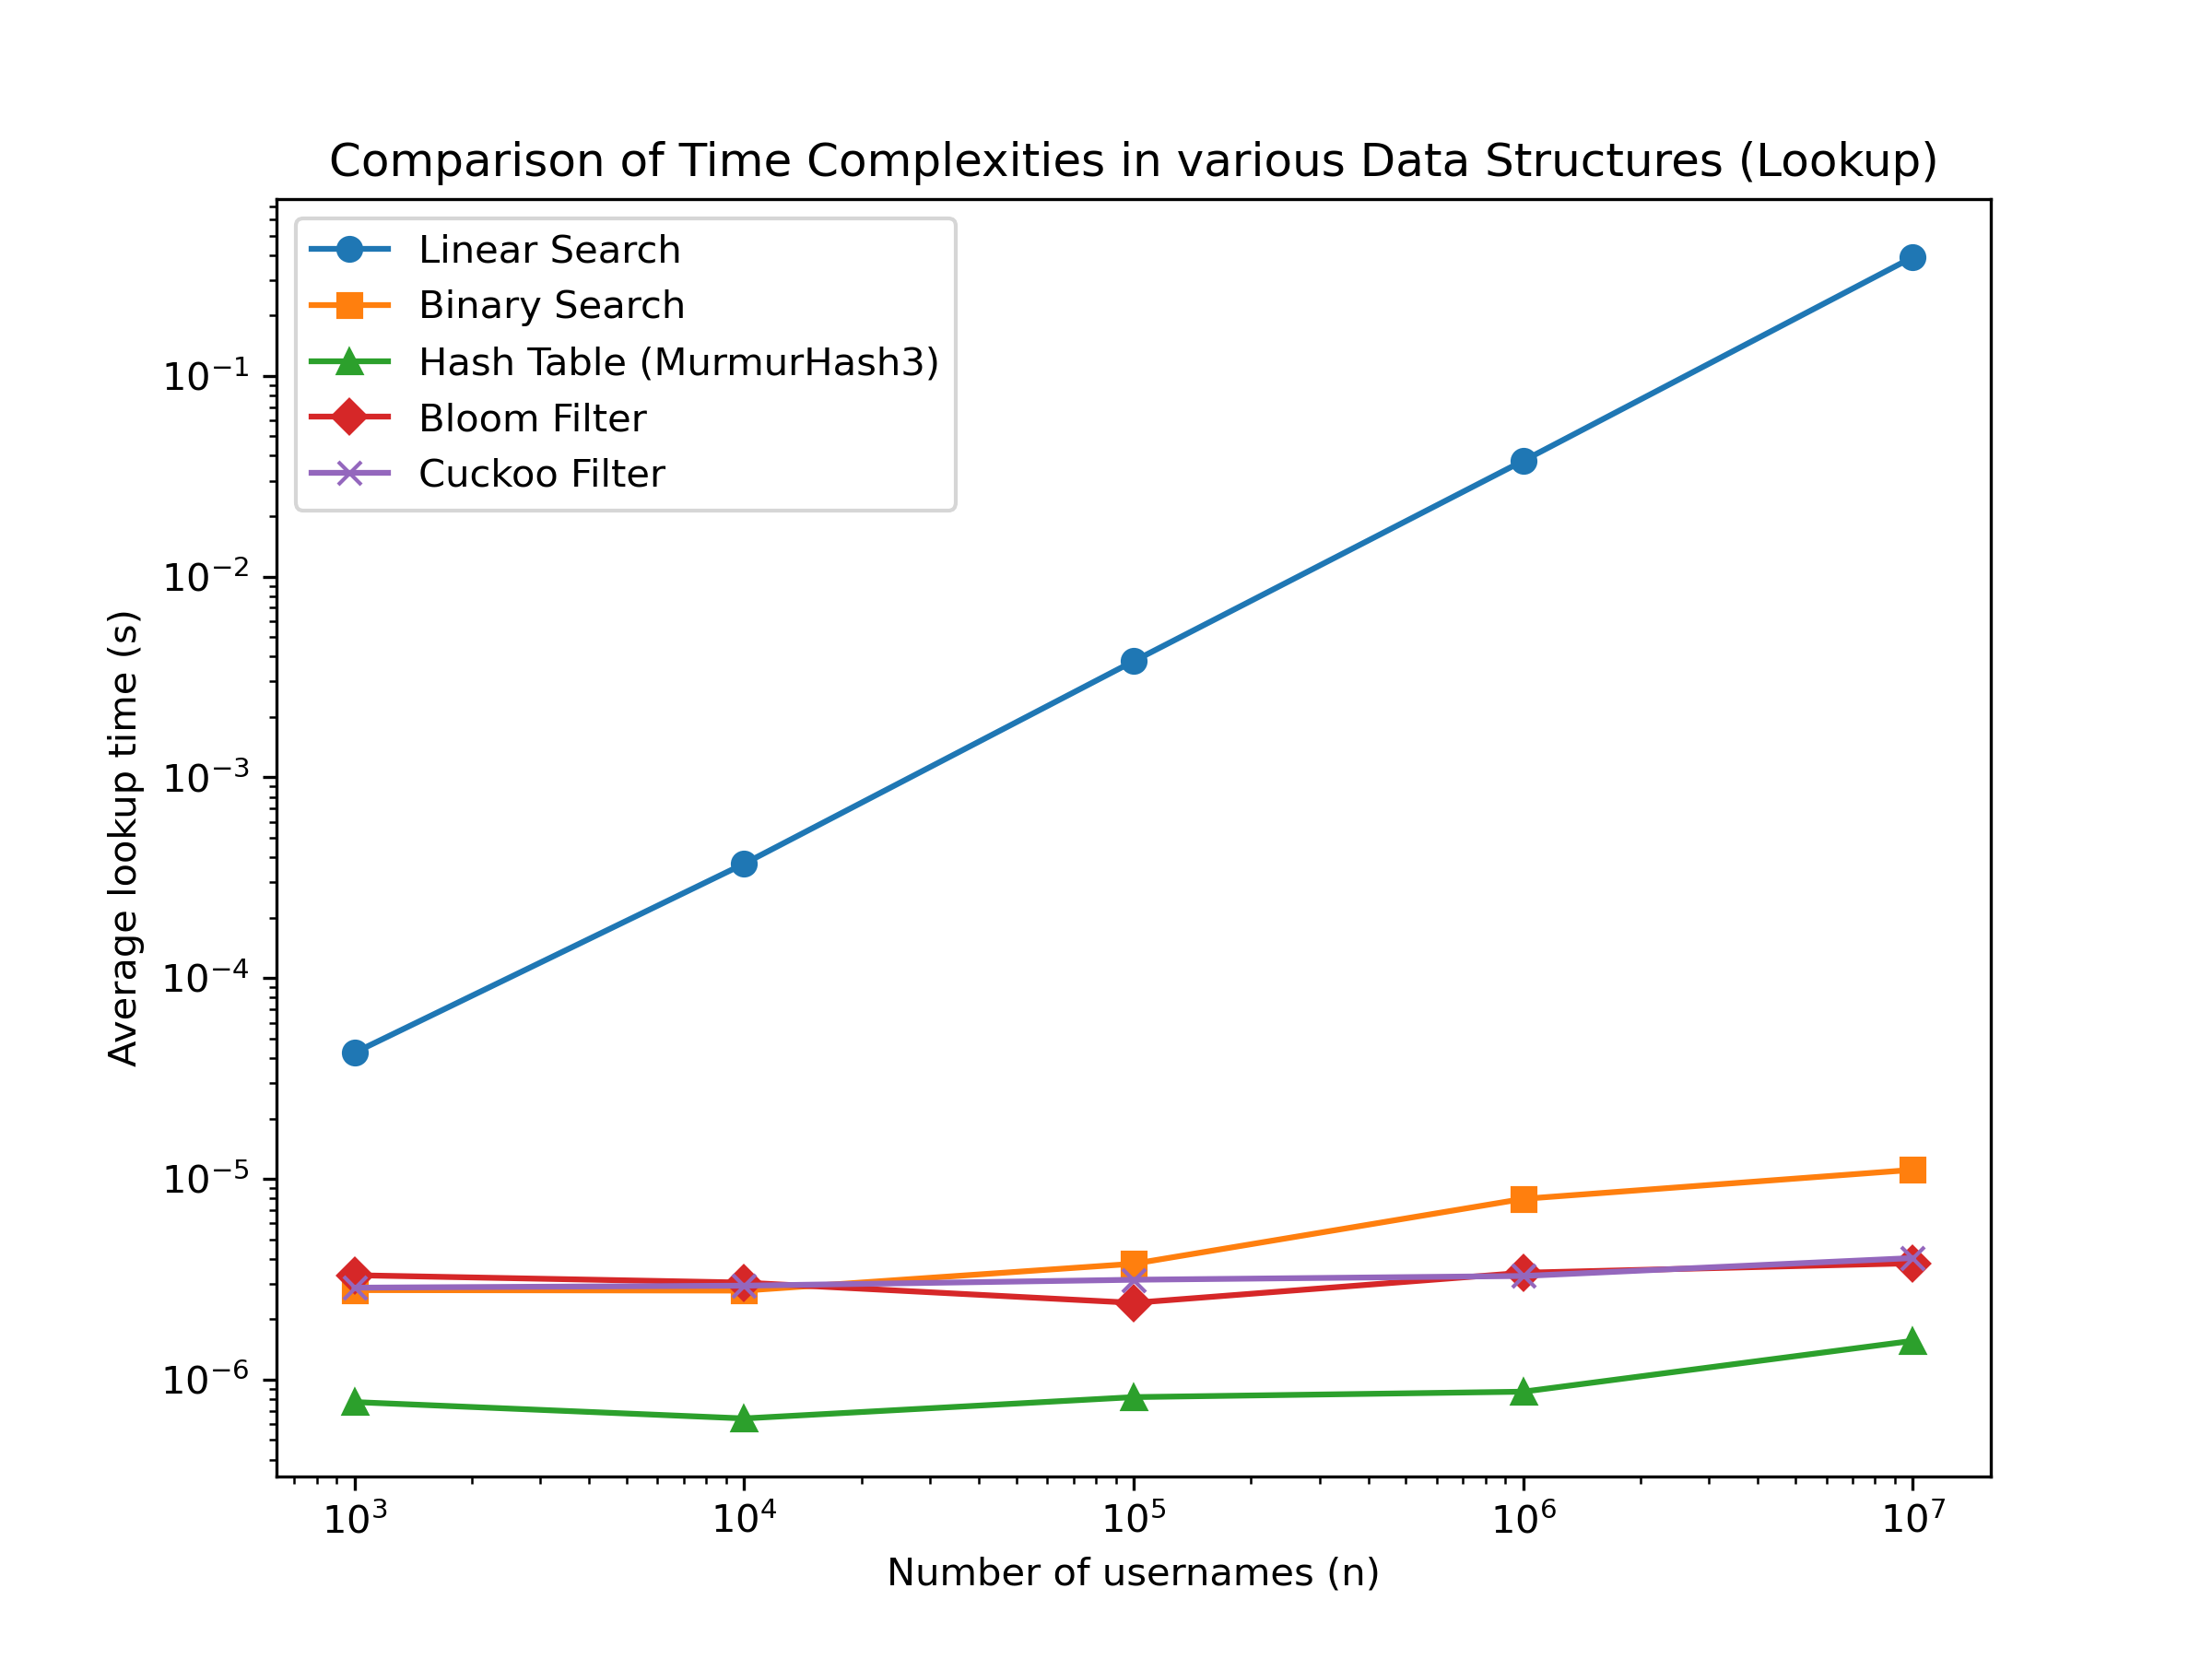 Comparison of Time Complexities in various Data Structures (Lookup)
Linear Search
Binary Search
Hash Table (MurmurHash3)
Bloom Filter
Cuckoo Filter
Average lookup time (s)
10⁻¹
10⁻²
10⁻³
10⁻⁴
10⁻⁵
10⁻⁶
10³ 10⁴ 10⁵ 10⁶ 10⁷
Number of usernames (n)